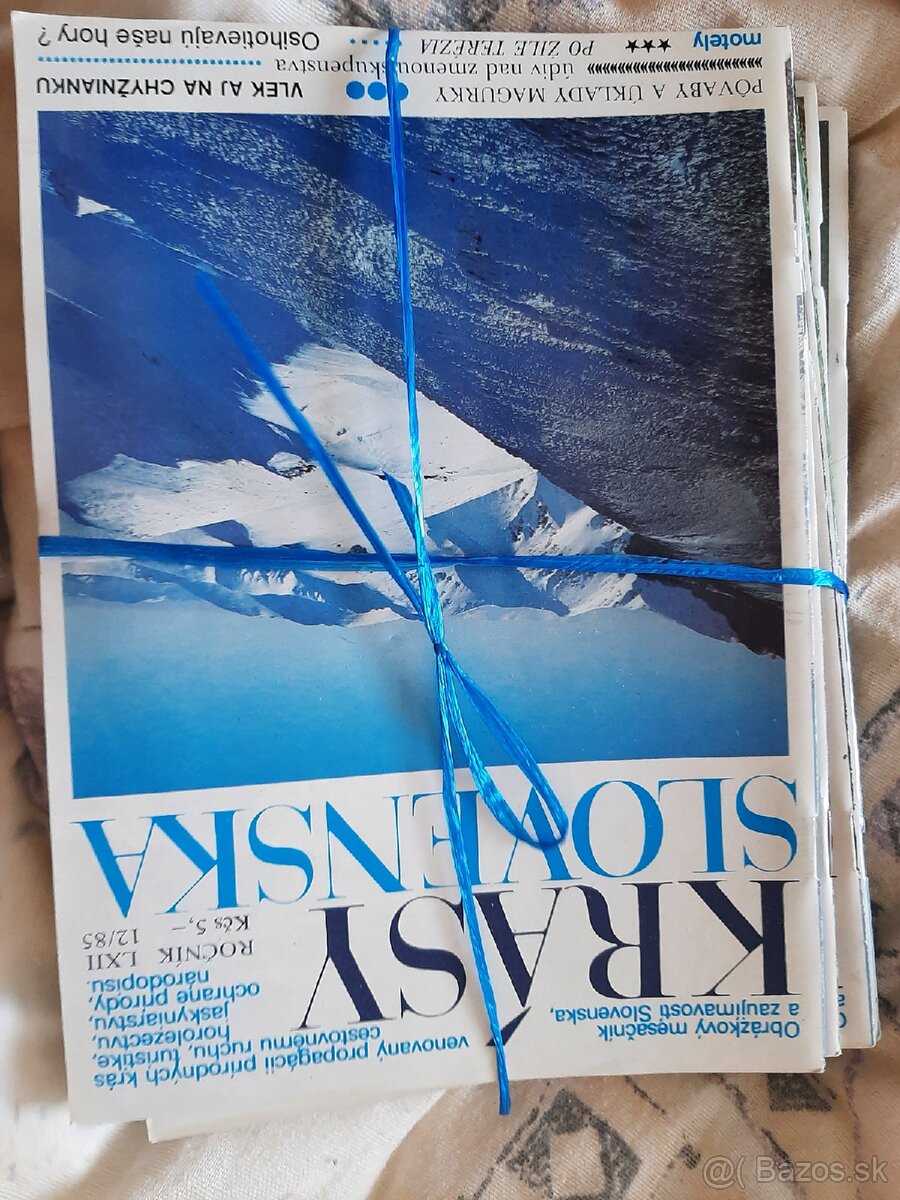 Obrázkový mesačník
a zaujímavostí Slovenska,
venovaný propagácii prírodných krás
cestovnému ruchu, turistike,
horolezectvu,
jaskyniarstvu,
ochrane prírody,
národopisu.
KRÁSY
ROČNÍK LXII
12/85
Kčs 5,–
SLOVENSKA
PÔVABY A ÚKLADY MAGURKY
VLEK AJ NA CHYŽNIANKU
údiv nad zmenou skupenstva
motely
PO ŽILE TERÉZIA
Osihotievajú naše hory ?
@( Bazos.sk